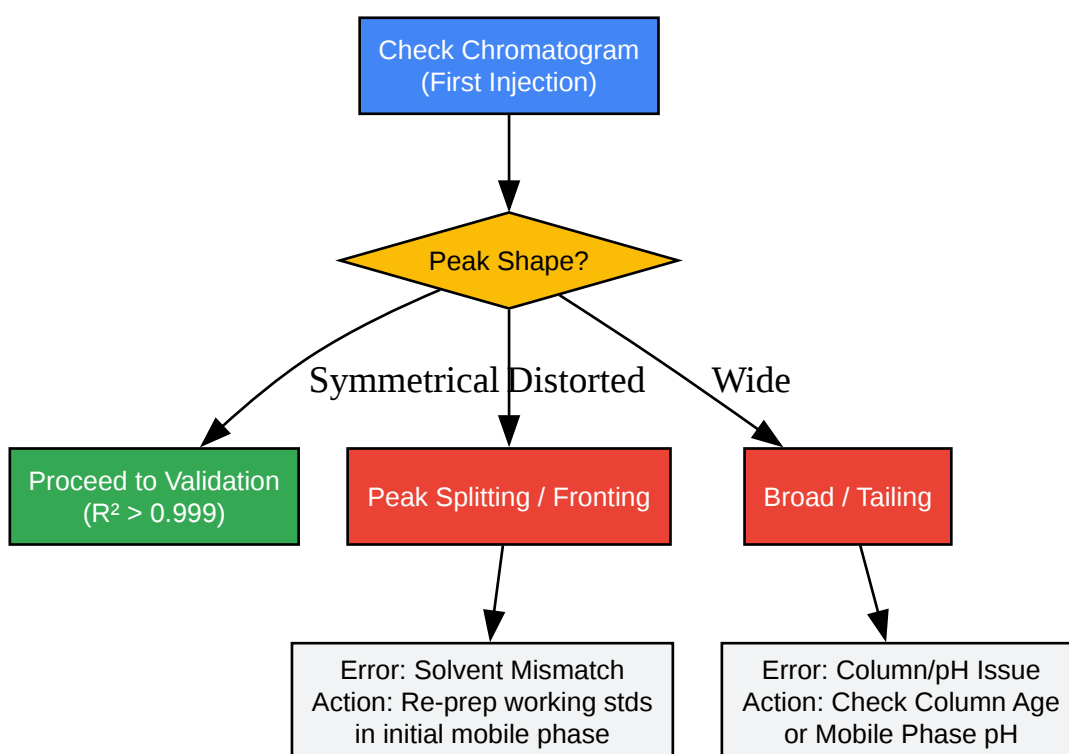 Check Chromatogram
(First Injection)
Peak Shape?
Symmetrical
Distorted
Wide
Proceed to Validation
(R² > 0.999)
Peak Splitting / Fronting
Broad / Tailing
Error: Solvent Mismatch
Action: Re-prep working stds
in initial mobile phase
Error: Column/pH Issue
Action: Check Column Age
or Mobile Phase pH